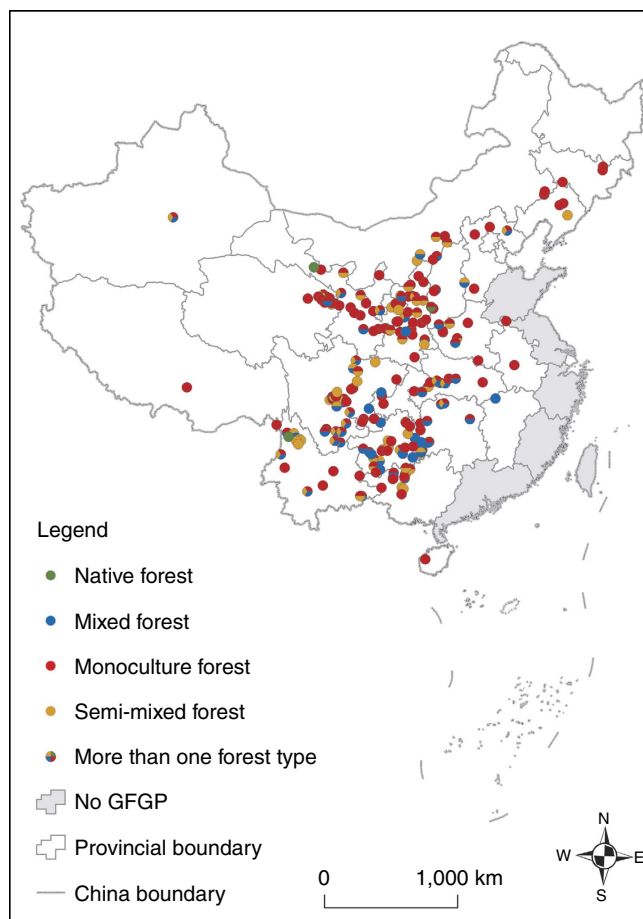 Legend
Native forest
Mixed forest
Monoculture forest
Semi-mixed forest
More than one forest type
No GFGP
Provincial boundary
China boundary
0 1,000 km
N
W E
S